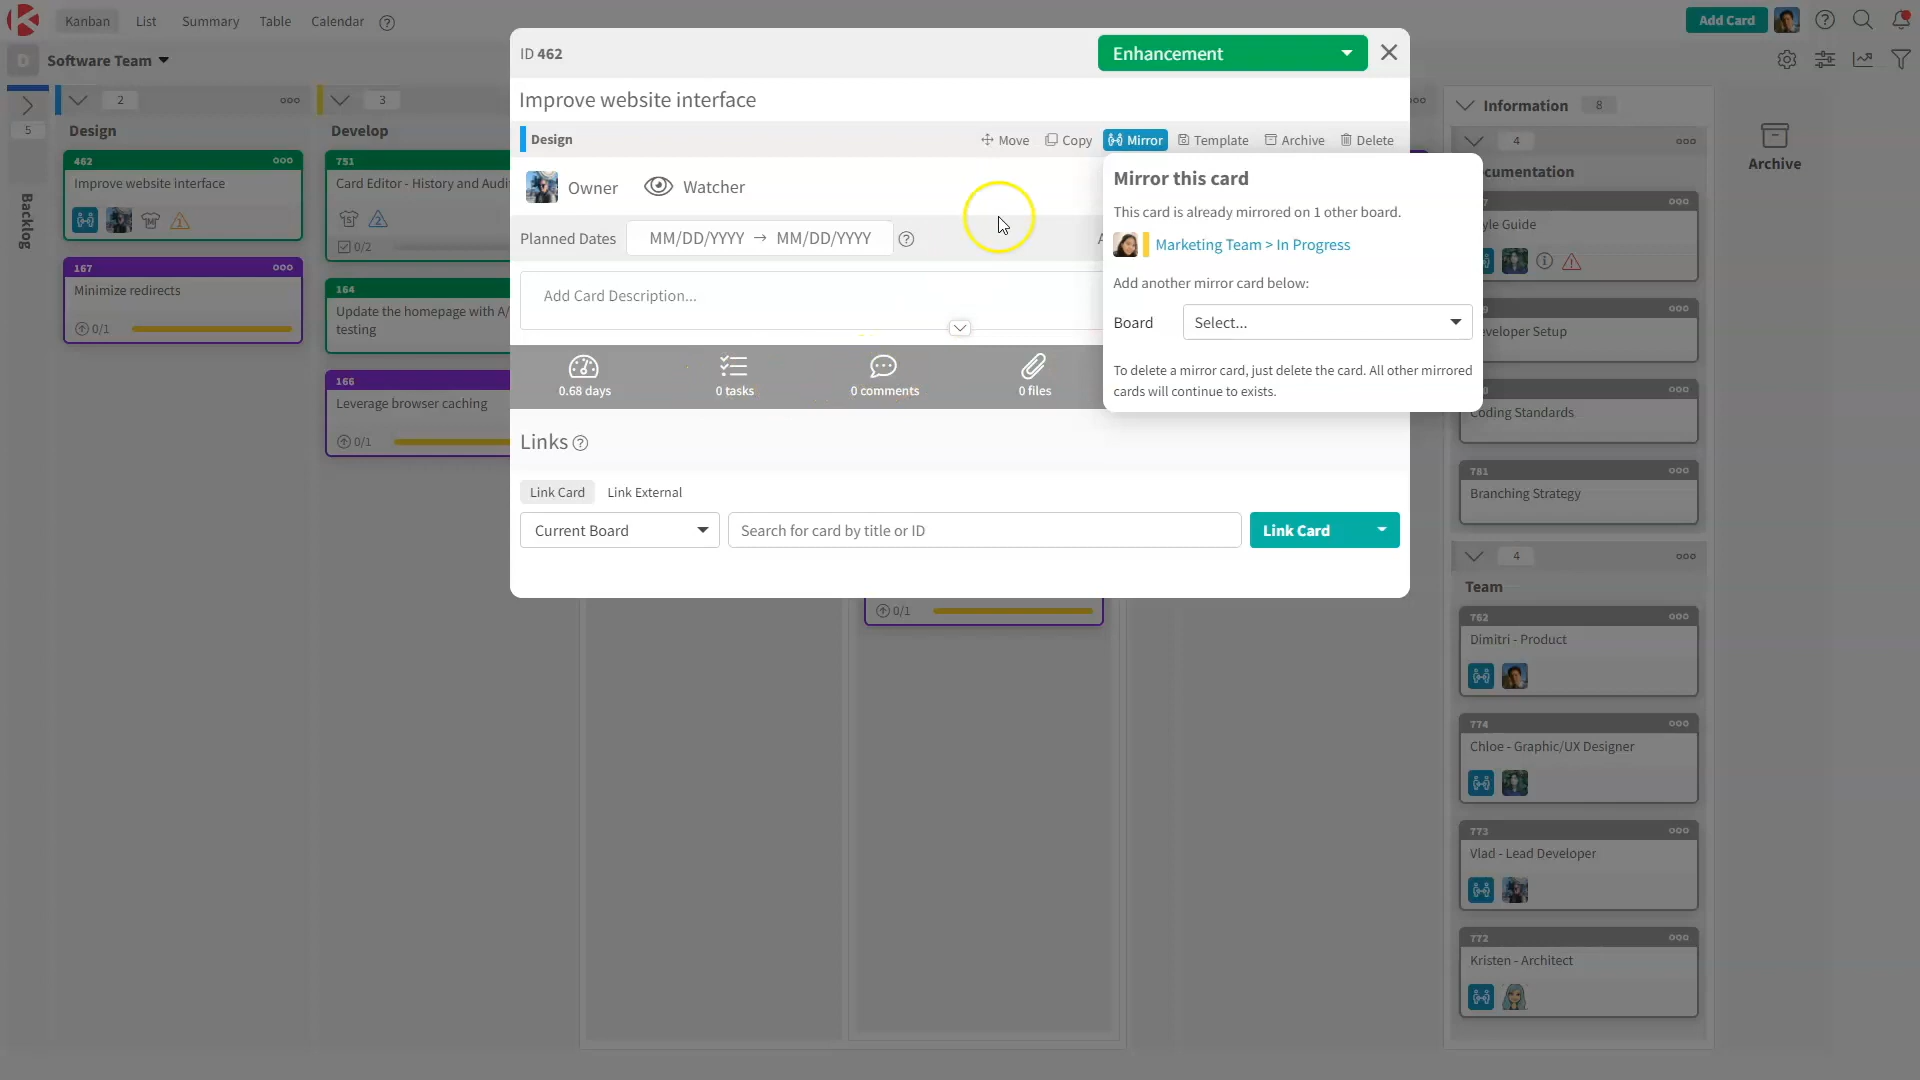 Kanban
List
Summary
Table
Calendar
Add Card
D
Software Team
5
Backlog
2
Design
462
Improve website interface
167
Minimize redirects
0/1
3
Develop
751
Card Editor - History and Audi
2
0/2
164
Update the homepage with A/
testing
166
Leverage browser caching
0/1
ID 462
Enhancement
Improve website interface
Design
Move
Copy
Mirror
Template
Archive
Delete
Owner
Watcher
Planned Dates
MM/DD/YYYY → MM/DD/YYYY
Add Card Description...
Mirror this card
This card is already mirrored on 1 other board.
Marketing Team > In Progress
Add another mirror card below:
Board
Select...
To delete a mirror card, just delete the card. All other mirrored
cards will continue to exists.
0.68 days
0 tasks
0 comments
0 files
Links
Link Card
Link External
Current Board
Search for card by title or ID
Link Card
0/1
Information
8
4
cumentation
7
yle Guide
9
veloper Setup
Coding Standards
781
Branching Strategy
4
Team
762
Dimitri - Product
774
Chloe - Graphic/UX Designer
773
Vlad - Lead Developer
772
Kristen - Architect
Archive